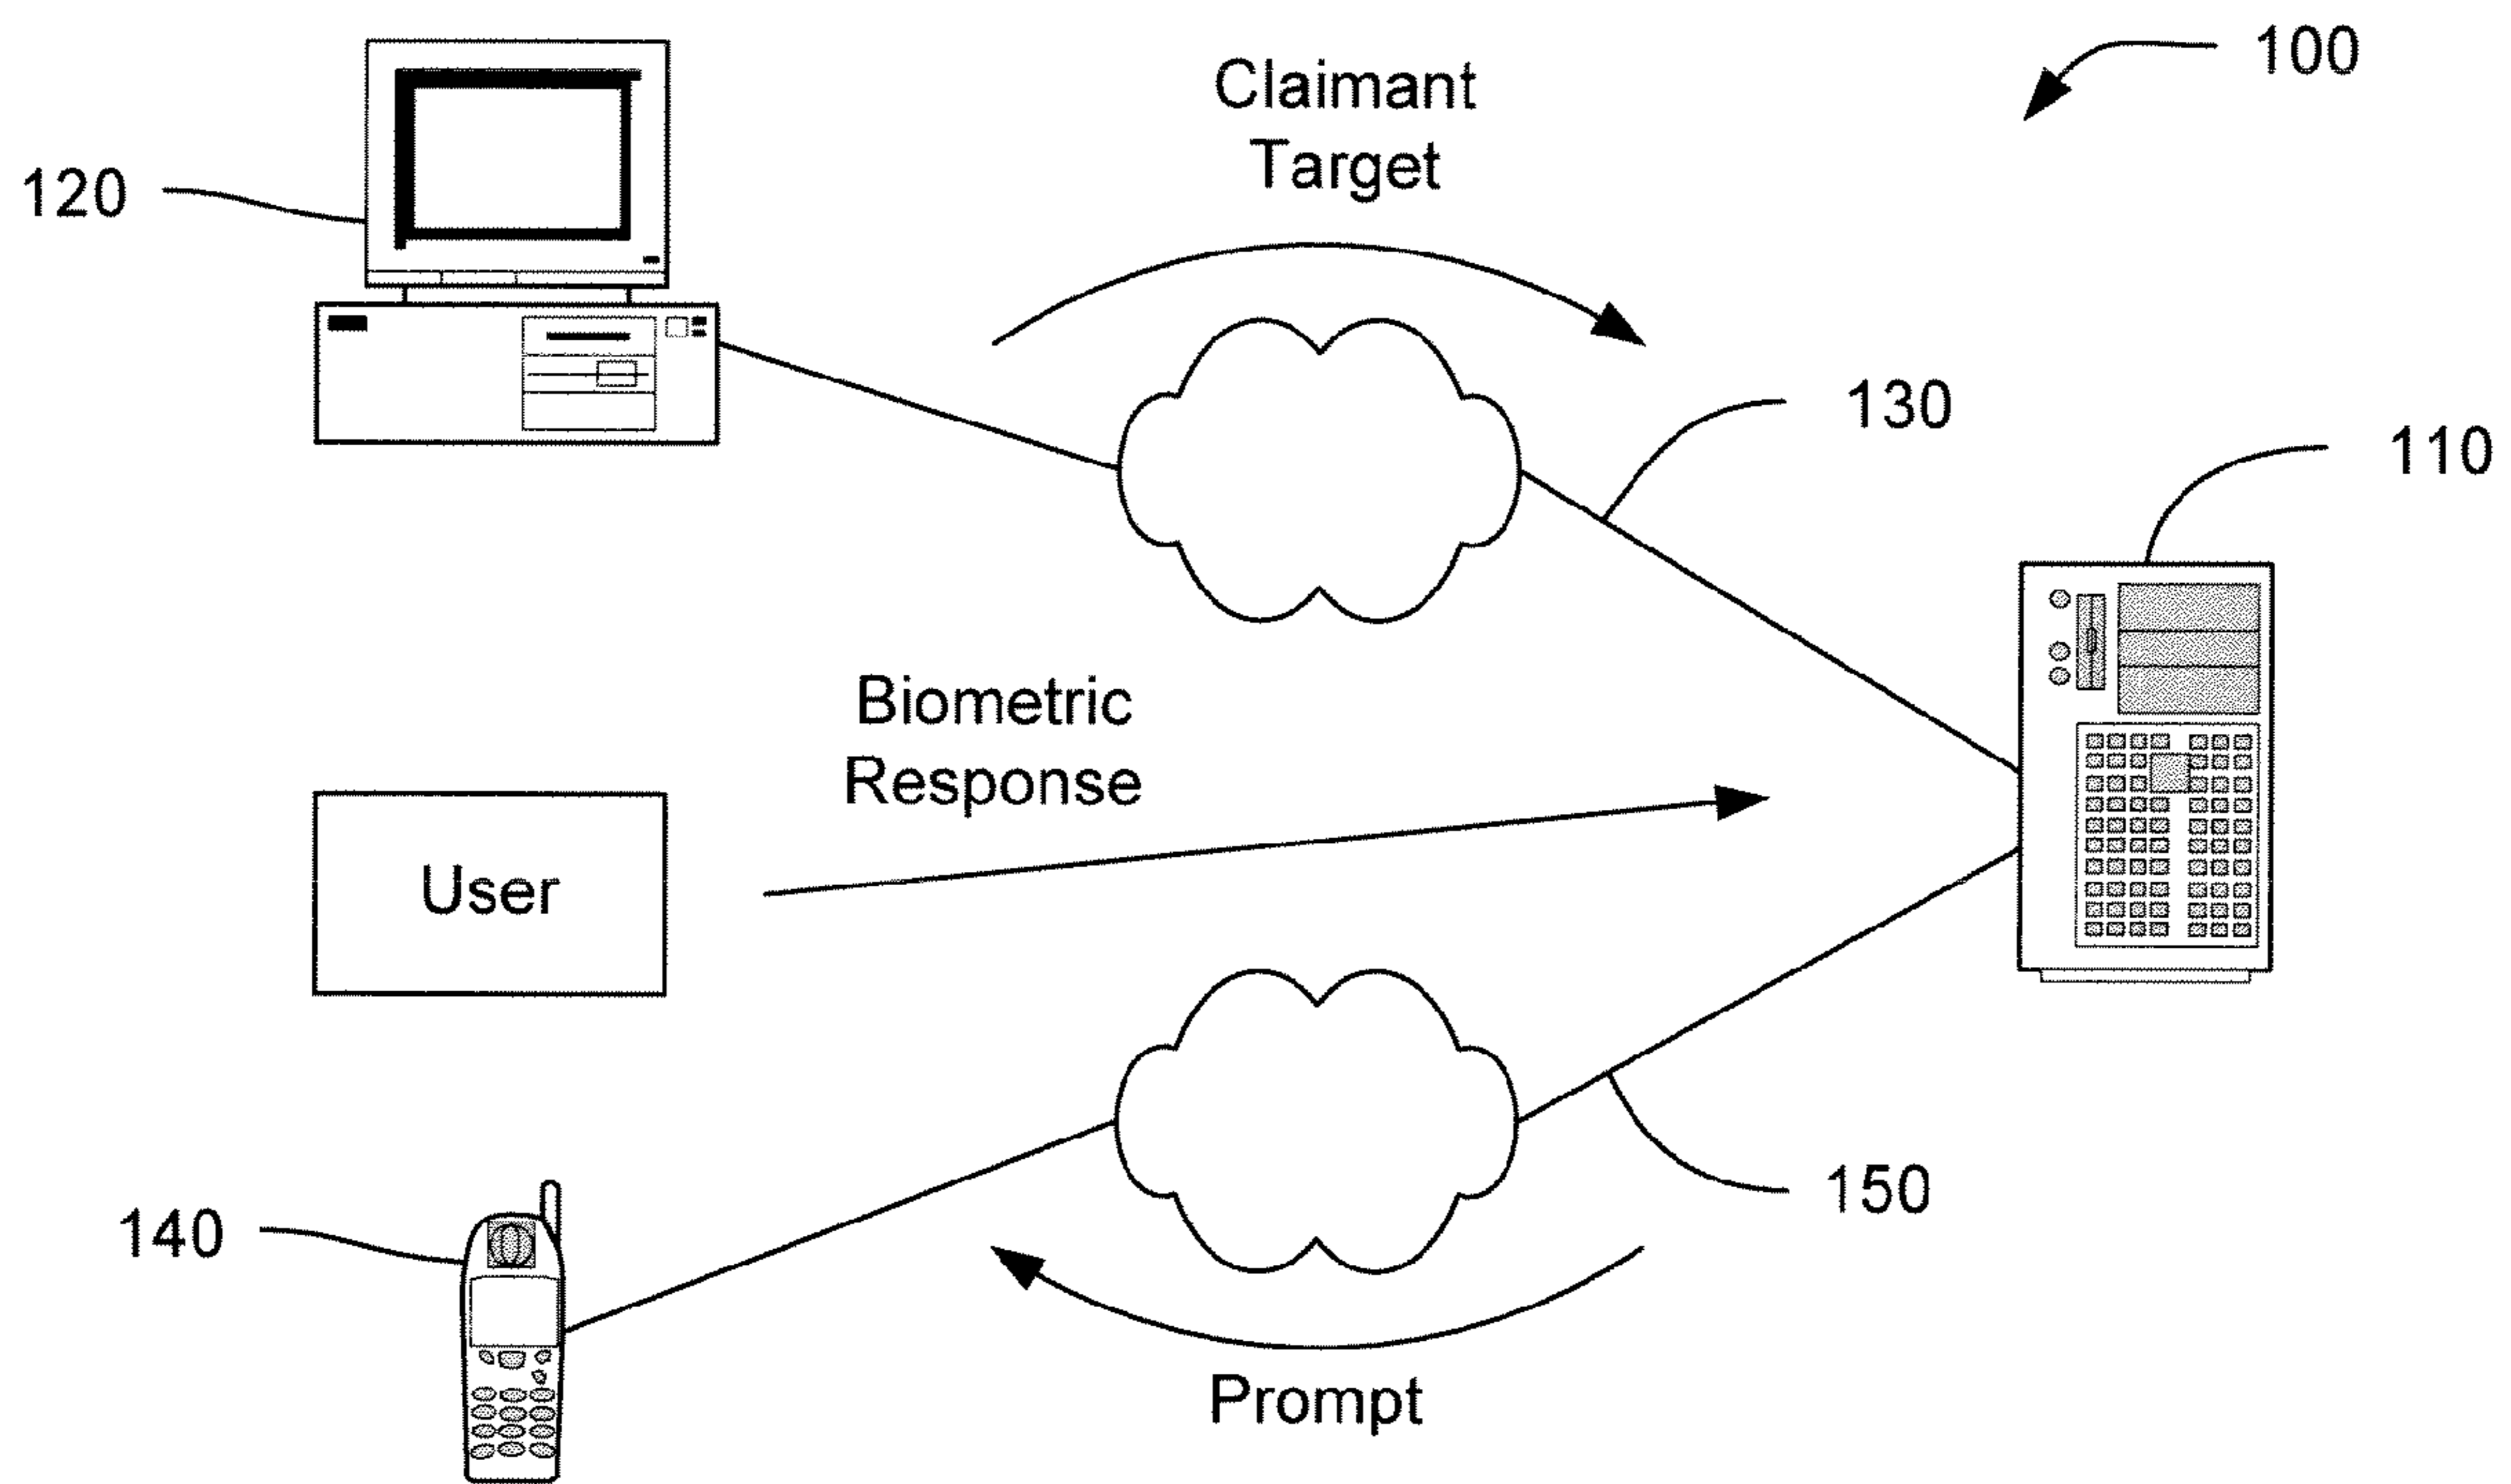 100
Claimant
Target
120
130
110
Biometric
Response
User
150
140
Prompt